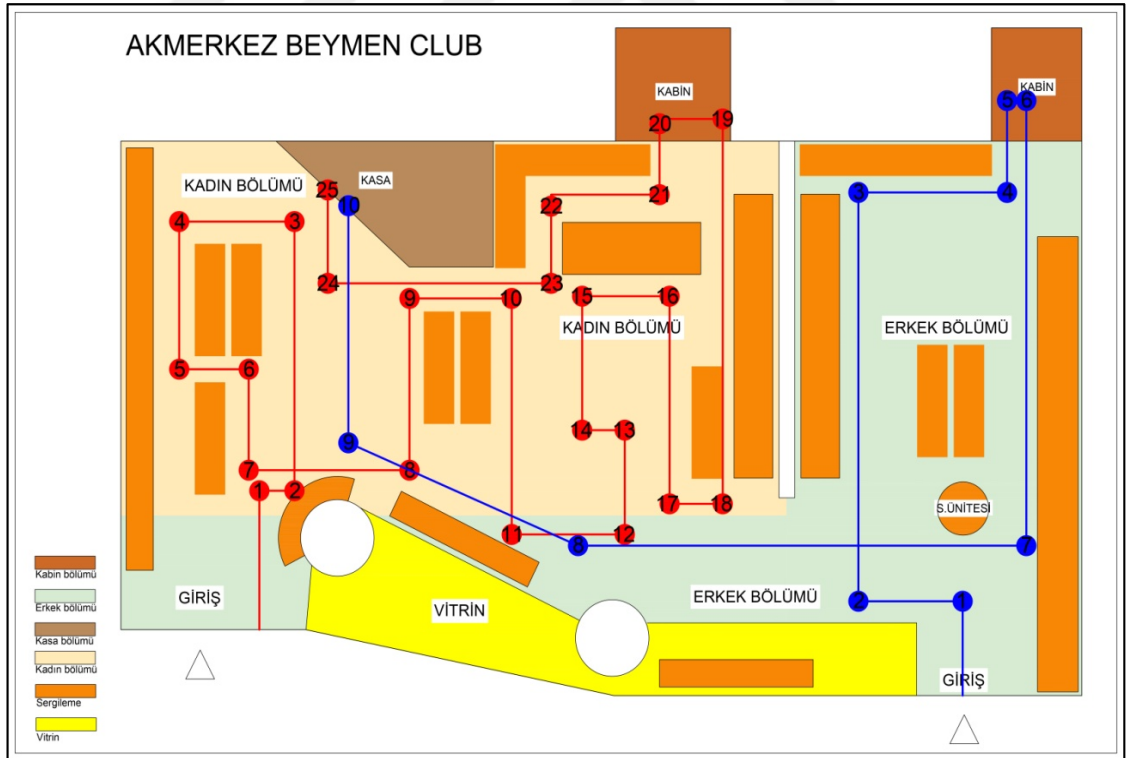 AKMERKEZ BEYMEN CLUB
KABİN
KABİN
5 6
20 19
KADIN BÖLÜMÜ
KASA
25
10
3 4
21
22
4 3
24
23
9 10
15 16
KADIN BÖLÜMÜ
ERKEK BÖLÜMÜ
5 6
14 13
9
7 8
1 2
17 18
S.ÜNİTESİ
11 12
8 7
GİRİŞ
VİTRİN
ERKEK BÖLÜMÜ
2 1
GİRİŞ
Kabin bölümü
Erkek bölümü
Kasa bölümü
Kadın bölümü
Sergileme
Vitrin